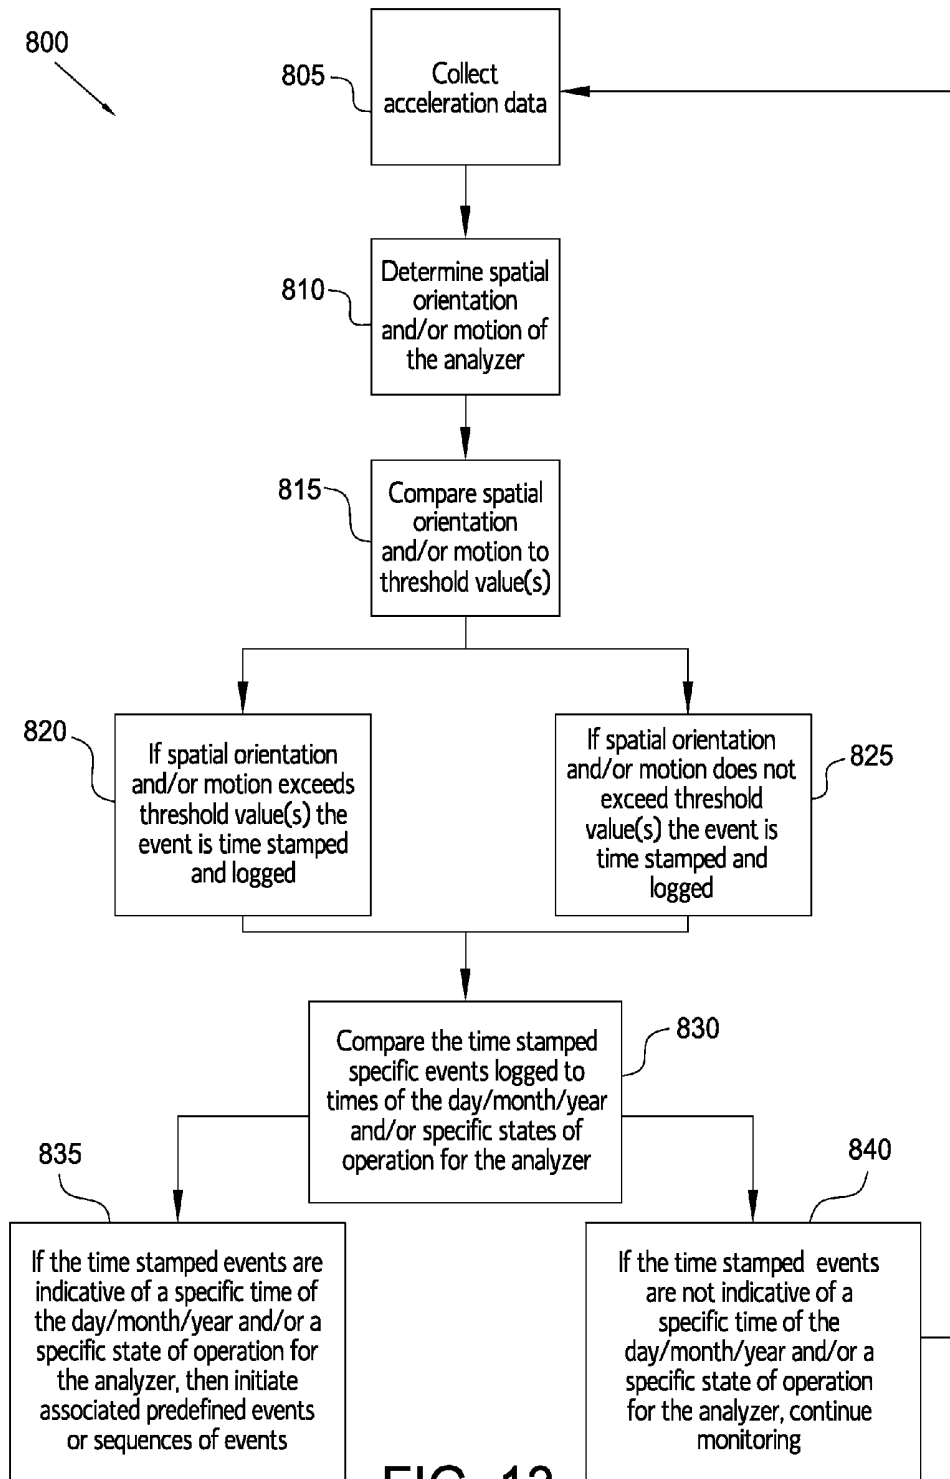 800
805
Collect
acceleration data
810
Determine spatial
orientation
and/or motion of
the analyzer
815
Compare spatial
orientation
and/or motion to
threshold value(s)
820
If spatial orientation
and/or motion exceeds
threshold value(s) the
event is time stamped
and logged
825
If spatial orientation
and/or motion does not
exceed threshold
value(s) the event is
time stamped and
logged
830
Compare the time stamped
specific events logged to
times of the day/month/year
and/or specific states of
operation for the analyzer
835
If the time stamped events are
indicative of a specific time of
the day/month/year and/or a
specific state of operation for
the analyzer, then initiate
associated predefined events
or sequences of events
840
If the time stamped events
are not indicative of a
specific time of the
day/month/year and/or a
specific state of operation
for the analyzer, continue
monitoring